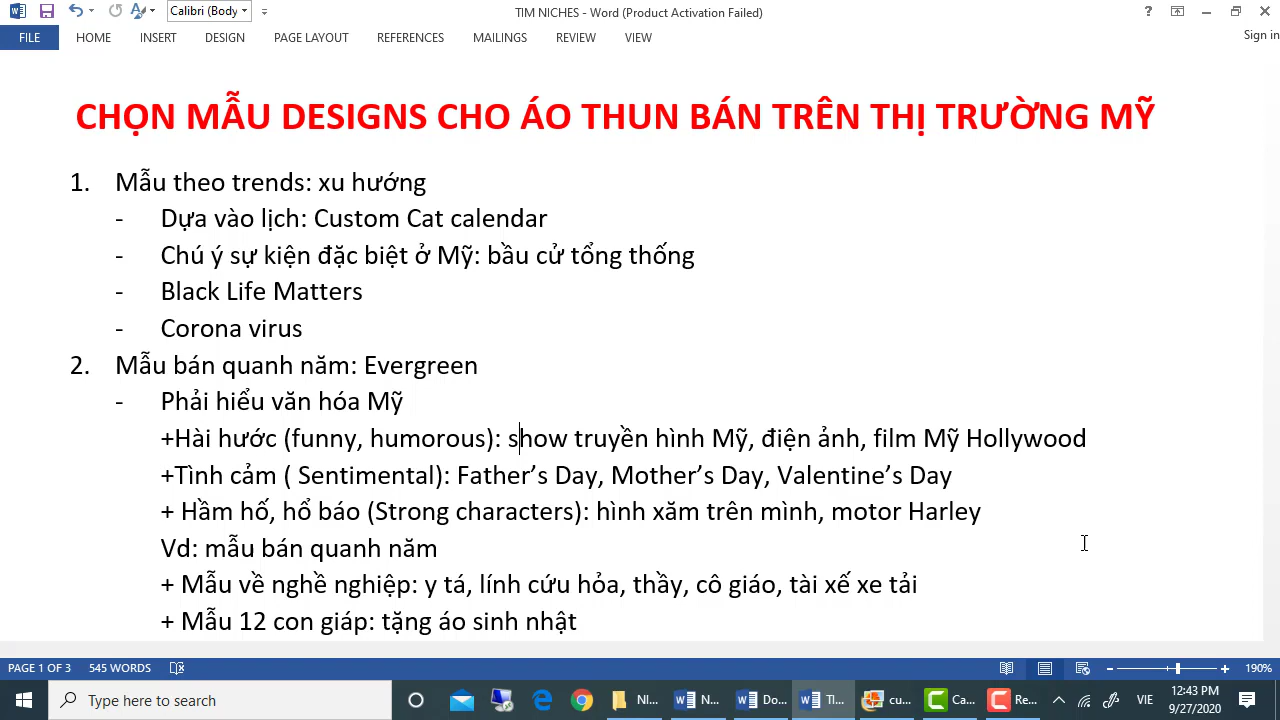 Calibri (Body
TIM NICHES - Word (Product Activation Failed)
FILE HOME INSERT DESIGN PAGE LAYOUT REFERENCES MAILINGS REVIEW VIEW
Sign in
CHỌN MẪU DESIGNS CHO ÁO THUN BÁN TRÊN THỊ TRƯỜNG MỸ
1. Mẫu theo trends: xu hướng
- Dựa vào lịch: Custom Cat calendar
- Chú ý sự kiện đặc biệt ở Mỹ: bầu cử tổng thống
- Black Life Matters
- Corona virus
2. Mẫu bán quanh năm: Evergreen
- Phải hiểu văn hóa Mỹ
+Hài hước (funny, humorous): show truyền hình Mỹ, điện ảnh, film Mỹ Hollywood
+Tình cảm ( Sentimental): Father’s Day, Mother’s Day, Valentine’s Day
+ Hầm hố, hổ báo (Strong characters): hình xăm trên mình, motor Harley
Vd: mẫu bán quanh năm
+ Mẫu về nghề nghiệp: y tá, lính cứu hỏa, thầy, cô giáo, tài xế xe tải
+ Mẫu 12 con giáp: tặng áo sinh nhật
PAGE 1 OF 3 545 WORDS 190%
Type here to search NI... N... Do... TI... cu... Ca... Re... VIE 12:43 PM
9/27/2020